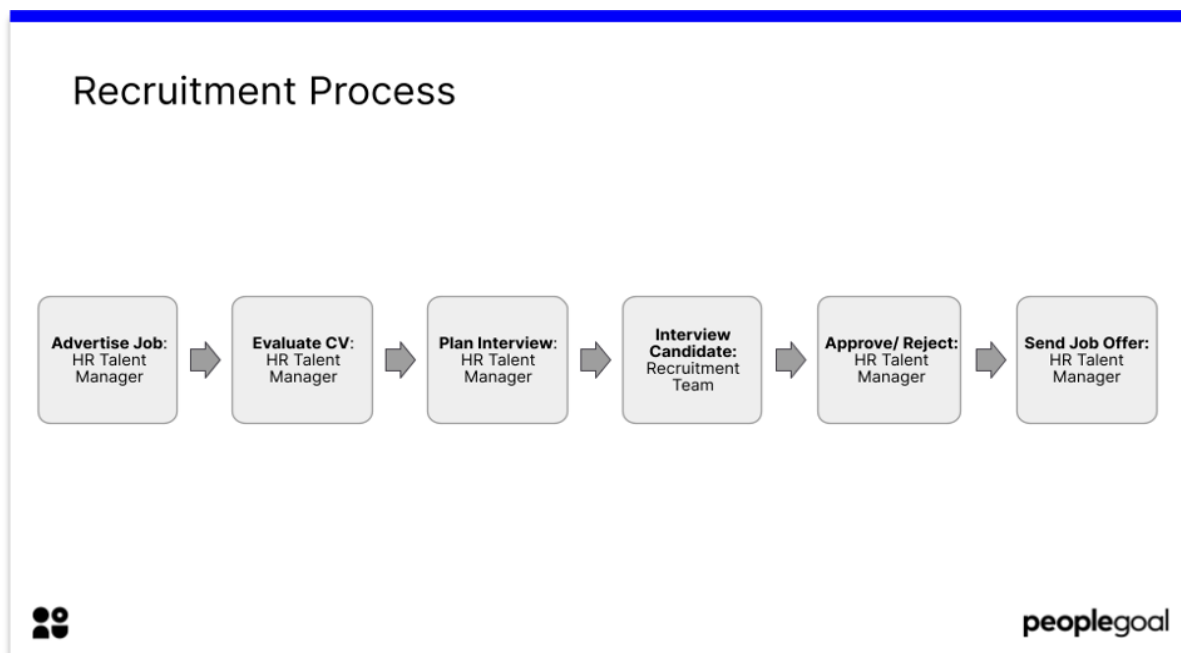 Recruitment Process
Advertise Job:
HR Talent
Manager
Evaluate CV:
HR Talent
Manager
Plan Interview:
HR Talent
Manager
Interview
Candidate:
Recruitment
Team
Approve/ Reject:
HR Talent
Manager
Send Job Offer:
HR Talent
Manager
peoplegoal